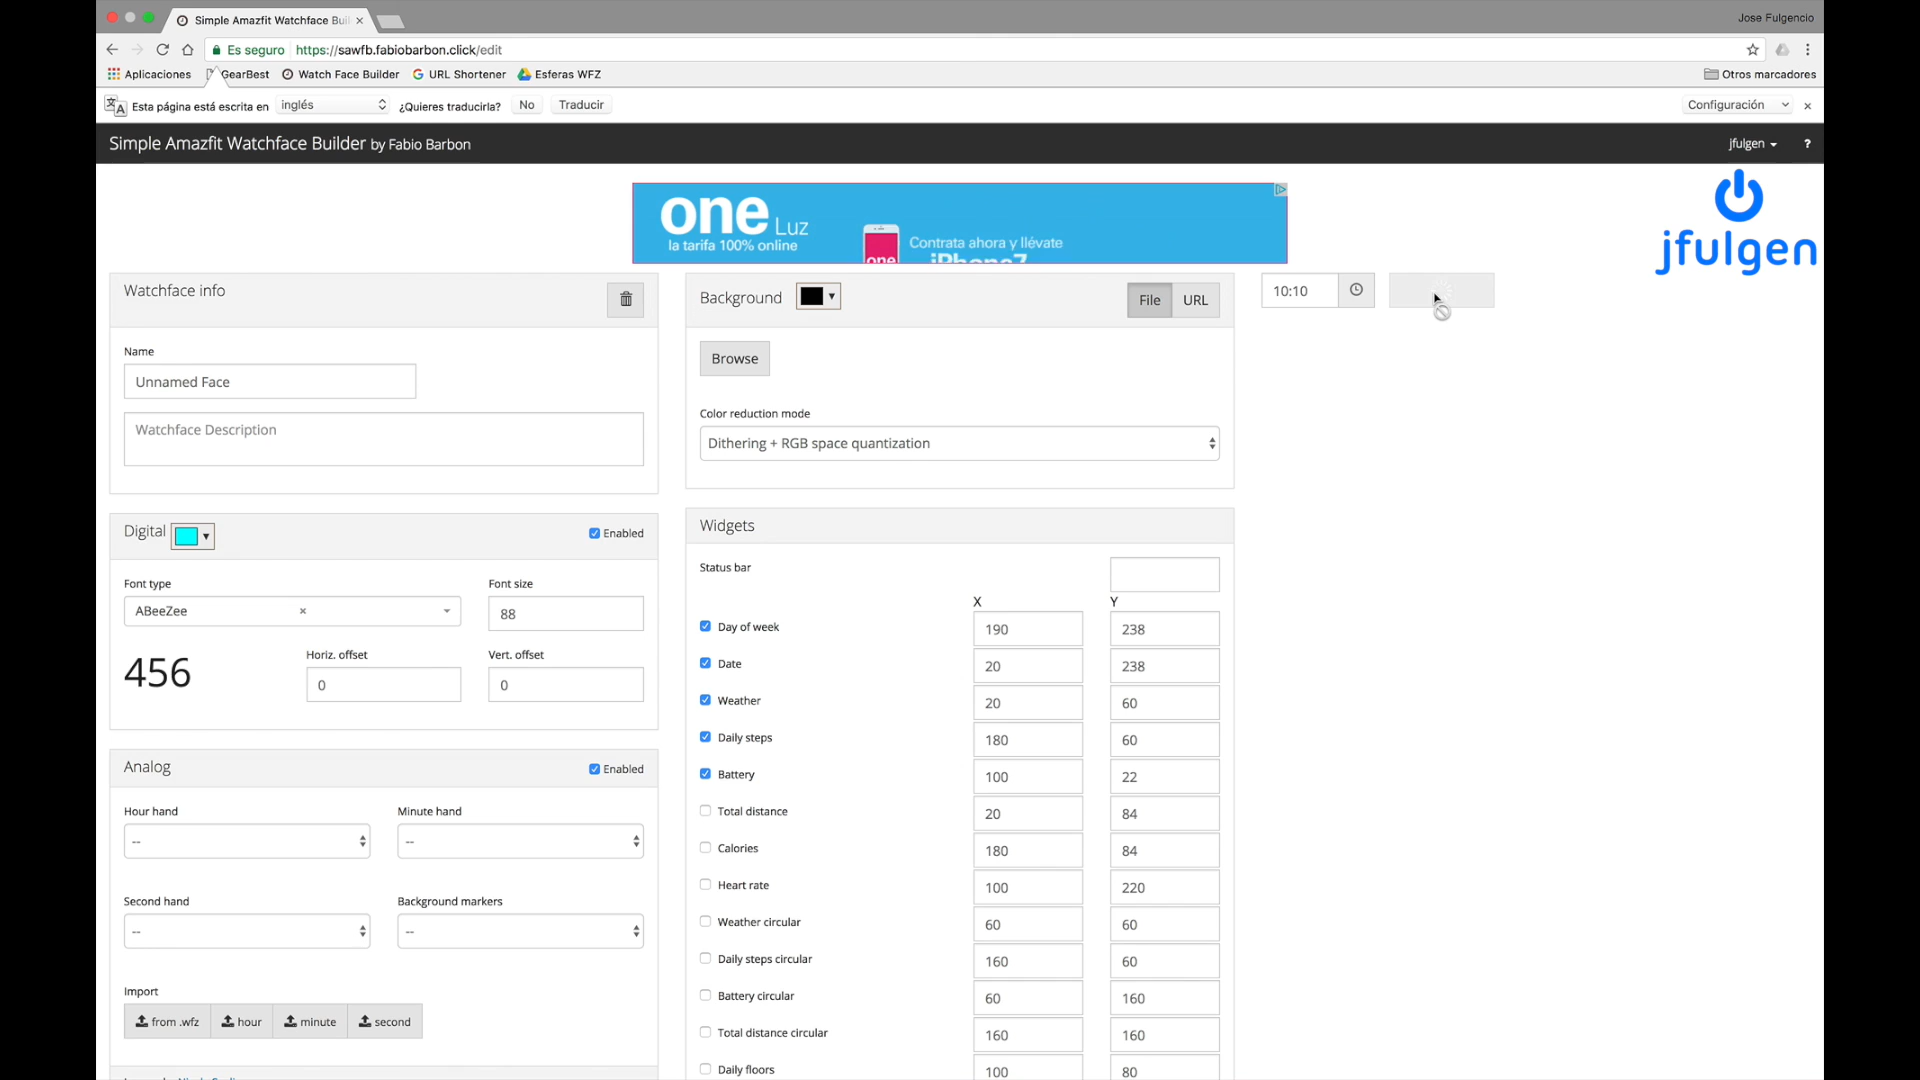 Simple Amazfit Watchface Buil
Jose Fulgencio
Es seguro
https://sawfb.fabiobarbon.click/edit
Aplicaciones
GearBest
Watch Face Builder
URL Shortener
Esferas WFZ
Otros marcadores
Esta página está escrita en
inglés
¿Quieres traducirla?
No
Traducir
Configuración
Simple Amazfit Watchface Builder by Fabio Barbon
jfulgen
?
one Luz
la tarifa 100% online
one
Contrata ahora y llévate
iPhone7
jfulgen
Watchface info
Name
Unnamed Face
Watchface Description
Digital
Enabled
Font type
Font size
ABeeZee
88
456
Horiz. offset
Vert. offset
0
0
Analog
Enabled
Hour hand
Minute hand
--
--
Second hand
Background markers
--
--
Import
from .wfz
hour
minute
second
Background
File
URL
Browse
Color reduction mode
Dithering + RGB space quantization
10:10
Widgets
Status bar
X Y
Day of week 190 238
Date 20 238
Weather 20 60
Daily steps 180 60
Battery 100 22
Total distance 20 84
Calories 180 84
Heart rate 100 220
Weather circular 60 60
Daily steps circular 160 60
Battery circular 60 160
Total distance circular 160 160
Daily floors 100 80